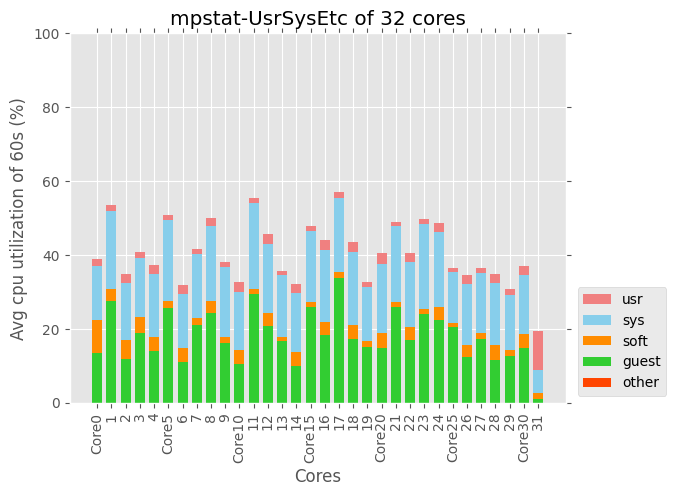 mpstat-UsrSysEtc of 32 cores
Avg cpu utilization of 60s (%)
100
80
60
40
20
0
Core0
1
2
3
4
Core5
6
7
8
9
Core10
11
12
13
14
Core15
16
17
18
19
Core20
21
22
23
24
Core25
26
27
28
29
Core30
31
Cores
usr
sys
soft
guest
other